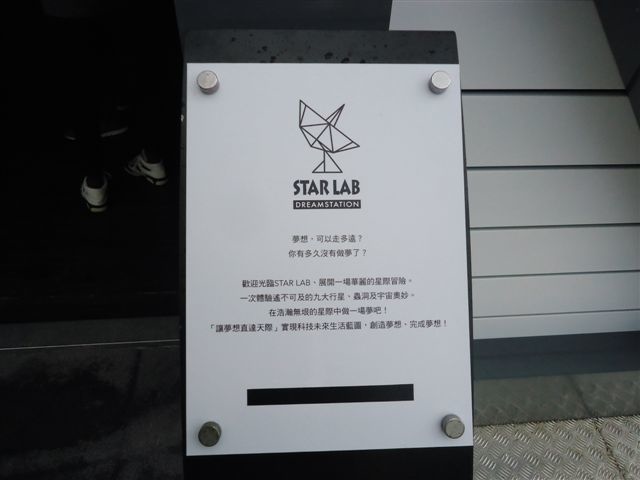 STAR LAB
DREAMSTATION
夢想，可以走多遠？
你有多久沒有做夢了？
歡迎光臨STAR LAB、展開一場華麗的星際冒險。
一次體驗遙不可及的九大行星、蟲洞及宇宙奧妙。
在浩瀚無垠的星際中做一場夢吧！
「讓夢想直達天際」實現科技未來生活藍圖，創造夢想、完成夢想！